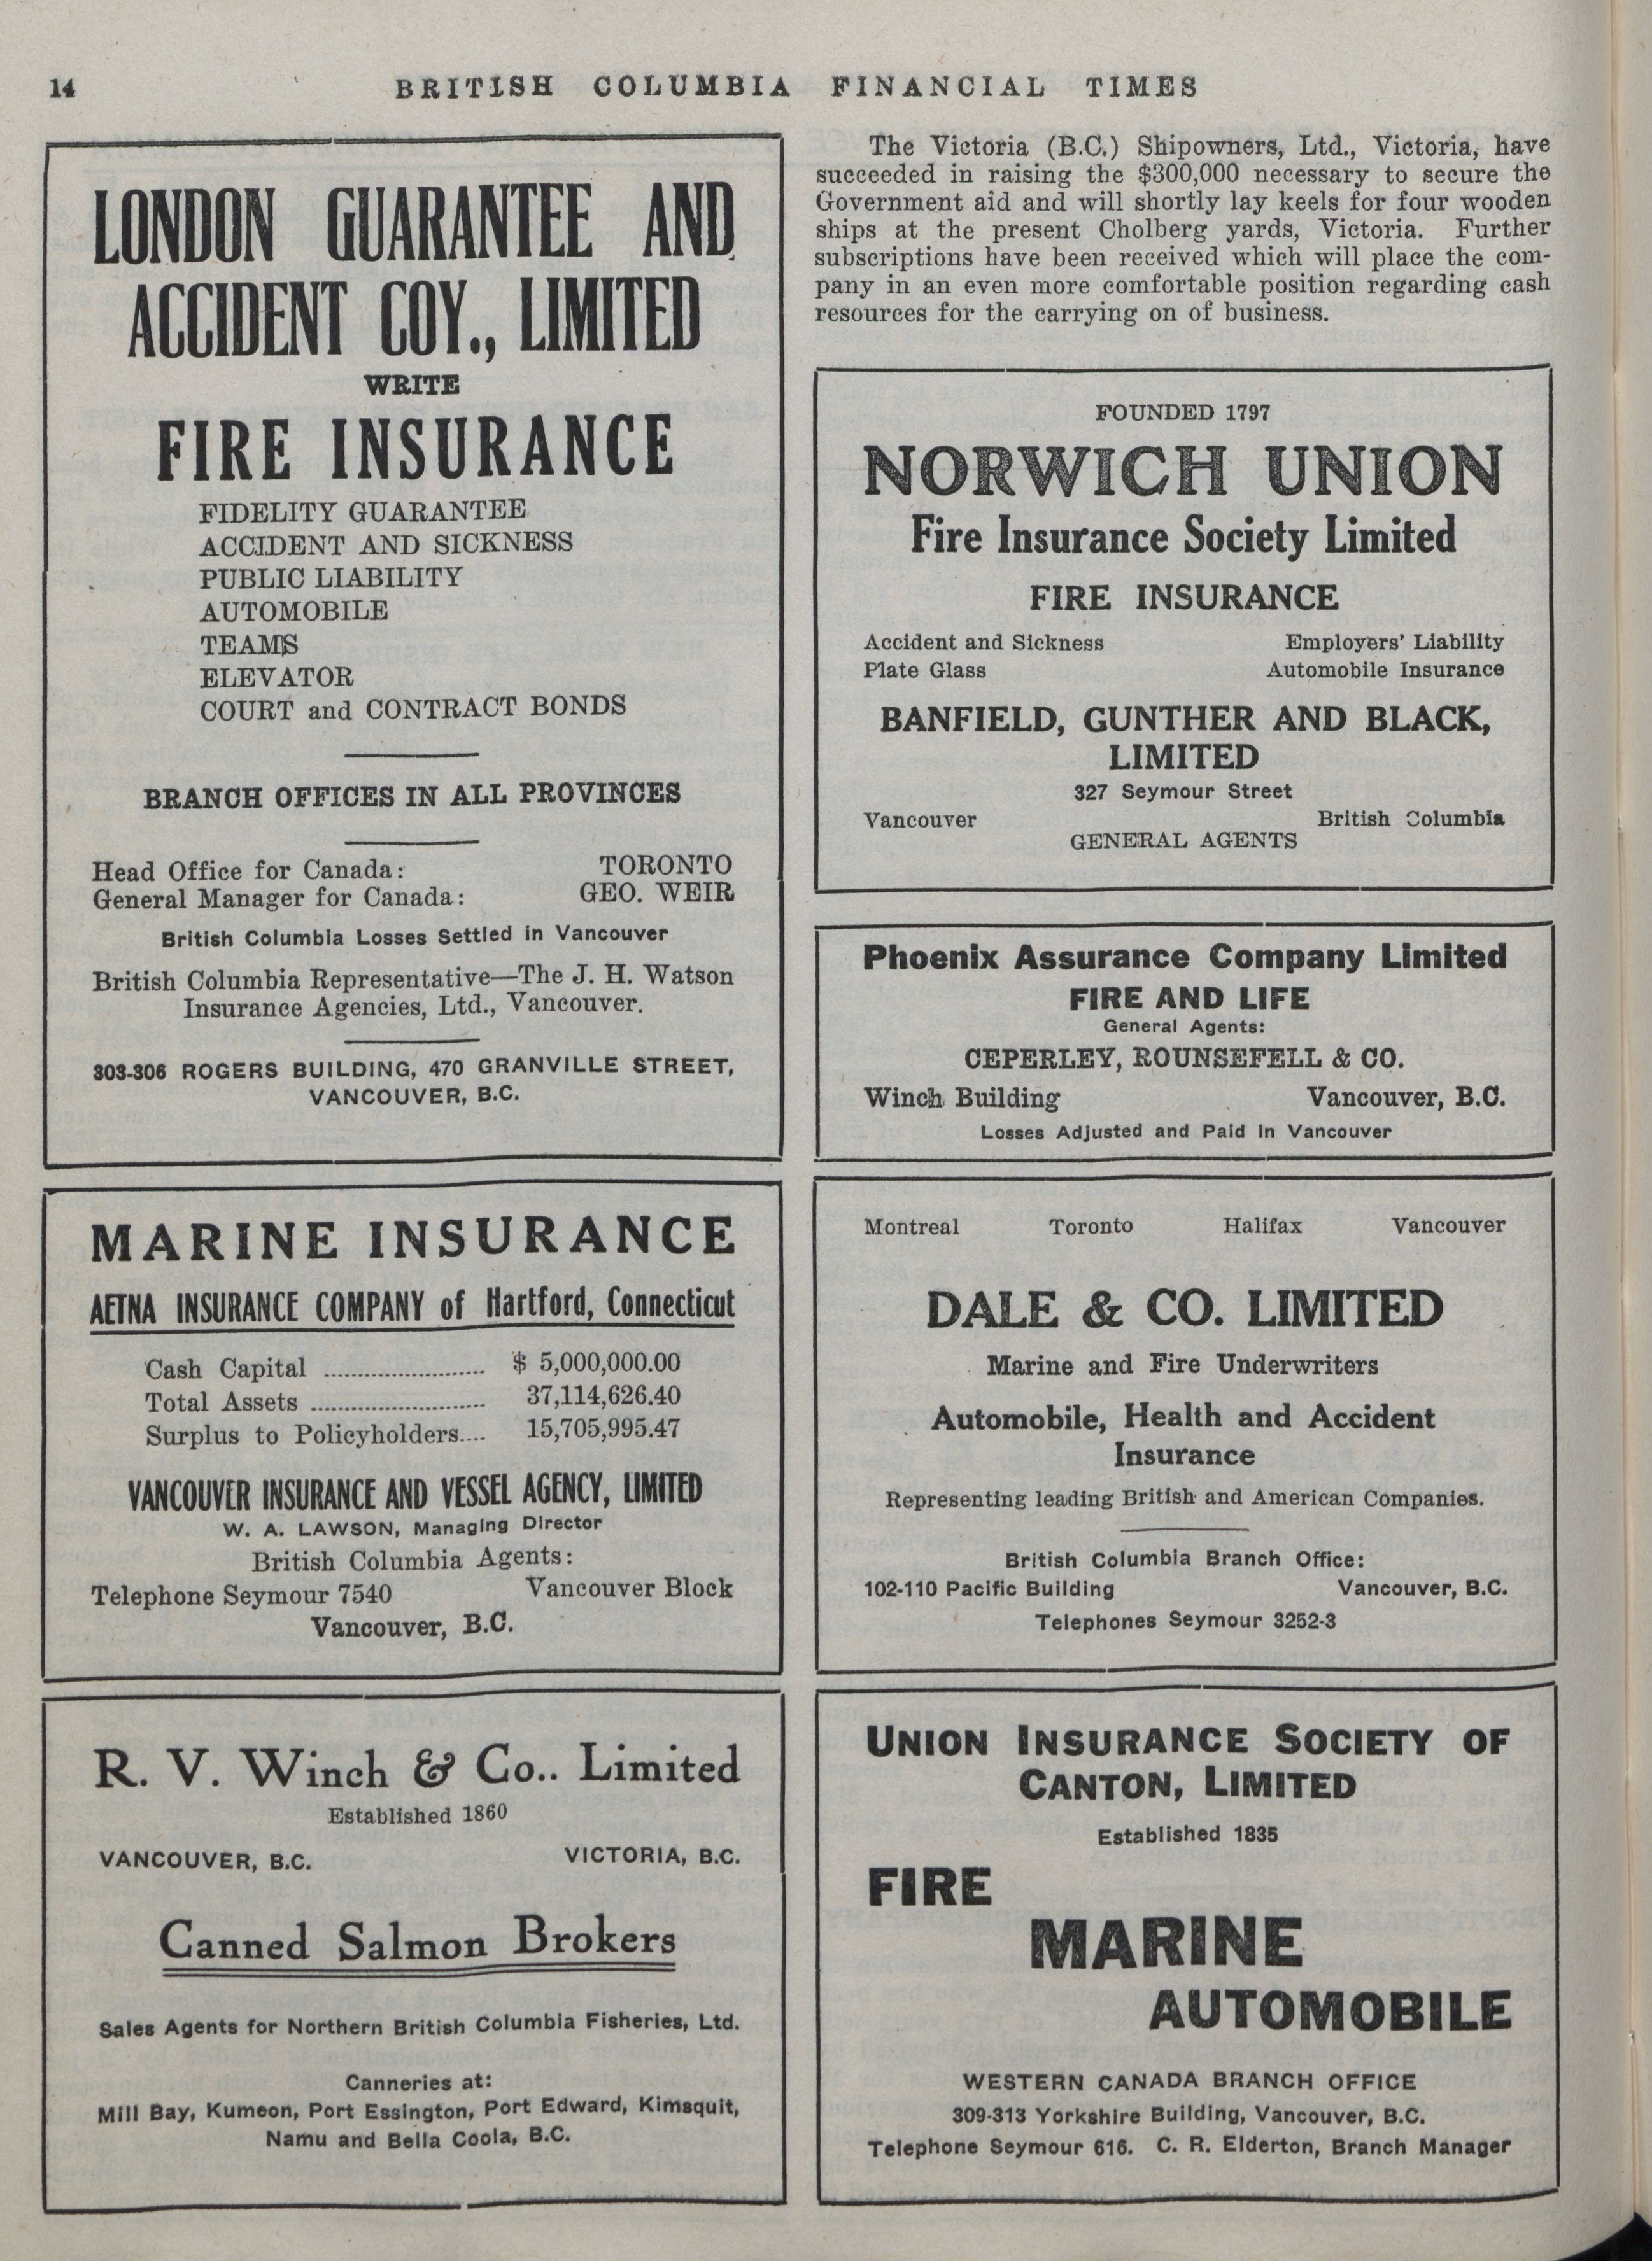 14
BRITISH COLUMBIA FINANCIAL TIMES
LONDON GUARANTEE AND
ACCIDENT COY., LIMITED
WRITE
FIRE INSURANCE
FIDELITY GUARANTEE
ACCIDENT AND SICKNESS
PUBLIC LIABILITY
AUTOMOBILE
TEAMS
ELEVATOR
COURT and CONTRACT BONDS
BRANCH OFFICES IN ALL PROVINCES
Head Office for Canada: TORONTO
General Manager for Canada: GEO. WEIR
British Columbia Losses Settled in Vancouver
British Columbia Representative—The J. H. Watson
Insurance Agencies, Ltd., Vancouver.
303-306 ROGERS BUILDING, 470 GRANVILLE STREET,
VANCOUVER, B.C.
MARINE INSURANCE
AETNA INSURANCE COMPANY of Hartford, Connecticut
Cash Capital ........................ $ 5,000,000.00
Total Assets .......................... 37,114,626.40
Surplus to Policyholders.... 15,705,995.47
VANCOUVER INSURANCE AND VESSEL AGENCY, LIMITED
W. A. LAWSON, Managing Director
British Columbia Agents:
Telephone Seymour 7540 Vancouver Block
Vancouver, B.C.
R. V. Winch & Co.. Limited
Established 1860
VANCOUVER, B.C. VICTORIA, B.C.
Canned Salmon Brokers
Sales Agents for Northern British Columbia Fisheries, Ltd.
Canneries at:
Mill Bay, Kumeon, Port Essington, Port Edward, Kimsquit,
Namu and Bella Coola, B.C.
The Victoria (B.C.) Shipowners, Ltd., Victoria, have
succeeded in raising the $300,000 necessary to secure the
Government aid and will shortly lay keels for four wooden
ships at the present Cholberg yards, Victoria. Further
subscriptions have been received which will place the com-
pany in an even more comfortable position regarding cash
resources for the carrying on of business.
FOUNDED 1797
NORWICH UNION
Fire Insurance Society Limited
FIRE INSURANCE
Accident and Sickness Employers' Liability
Plate Glass Automobile Insurance
BANFIELD, GUNTHER AND BLACK,
LIMITED
327 Seymour Street
Vancouver British Columbia
GENERAL AGENTS
Phoenix Assurance Company Limited
FIRE AND LIFE
General Agents:
CEPERLEY, ROUNSEFELL & CO.
Winch Building Vancouver, B.C.
Losses Adjusted and Paid in Vancouver
Montreal Toronto Halifax Vancouver
DALE & CO. LIMITED
Marine and Fire Underwriters
Automobile, Health and Accident
Insurance
Representing leading British and American Companies.
British Columbia Branch Office:
102-110 Pacific Building Vancouver, B.C.
Telephones Seymour 3252-3
UNION INSURANCE SOCIETY OF
CANTON, LIMITED
Established 1835
FIRE
MARINE
AUTOMOBILE
WESTERN CANADA BRANCH OFFICE
309-313 Yorkshire Building, Vancouver, B.C.
Telephone Seymour 616. C. R. Elderton, Branch Manager